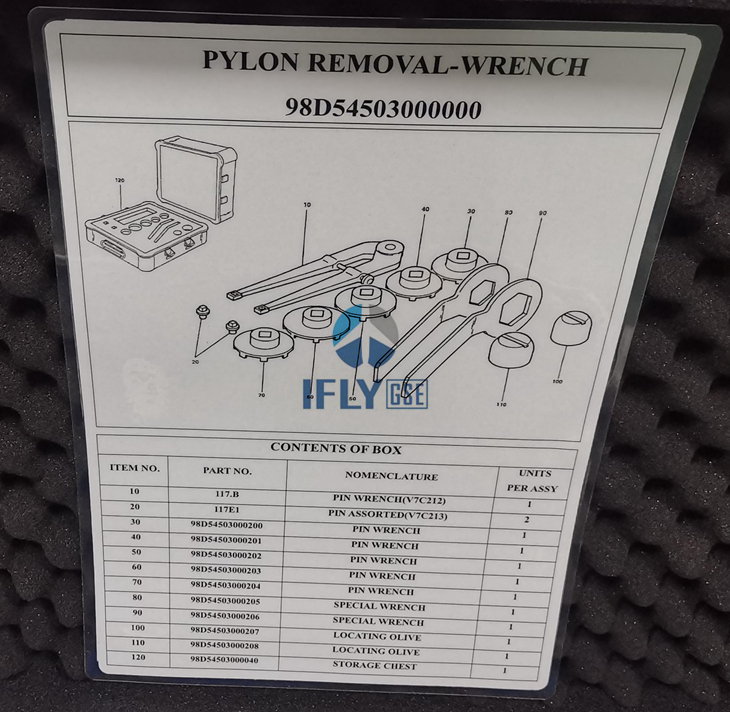 PYLON REMOVAL-WRENCH
98D54503000000
120
10
40
30
80
90
20
70
60
50
110
100
IFLY GSE
CONTENTS OF BOX
ITEM NO. PART NO. NOMENCLATURE UNITS PER ASSY
10 117.B PIN WRENCH(V7C212) 1
20 117E1 PIN ASSORTED(V7C213) 2
30 98D54503000200 PIN WRENCH 1
40 98D54503000201 PIN WRENCH 1
50 98D54503000202 PIN WRENCH 1
60 98D54503000203 PIN WRENCH 1
70 98D54503000204 PIN WRENCH 1
80 98D54503000205 SPECIAL WRENCH 1
90 98D54503000206 SPECIAL WRENCH 1
100 98D54503000207 LOCATING OLIVE 1
110 98D54503000208 LOCATING OLIVE 1
120 98D54503000040 STORAGE CHEST 1